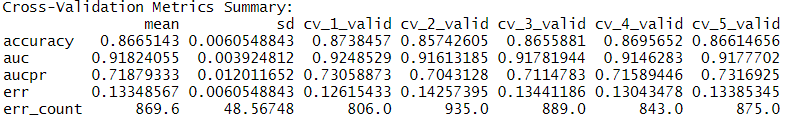 Cross-Validation Metrics Summary:
mean sd cv_1_valid cv_2_valid cv_3_valid cv_4_valid cv_5_valid
accuracy 0.8665143 0.0060548843 0.8738457 0.85742605 0.8655881 0.8695652 0.86614656
auc 0.91824055 0.003924812 0.9248529 0.91613185 0.91781944 0.9146283 0.9177702
aucpr 0.71879333 0.012011652 0.73058873 0.7043128 0.7114783 0.71589446 0.7316925
err 0.13348567 0.0060548843 0.12615433 0.14257395 0.13441186 0.13043478 0.13385345
err_count 869.6 48.56748 806.0 935.0 889.0 843.0 875.0